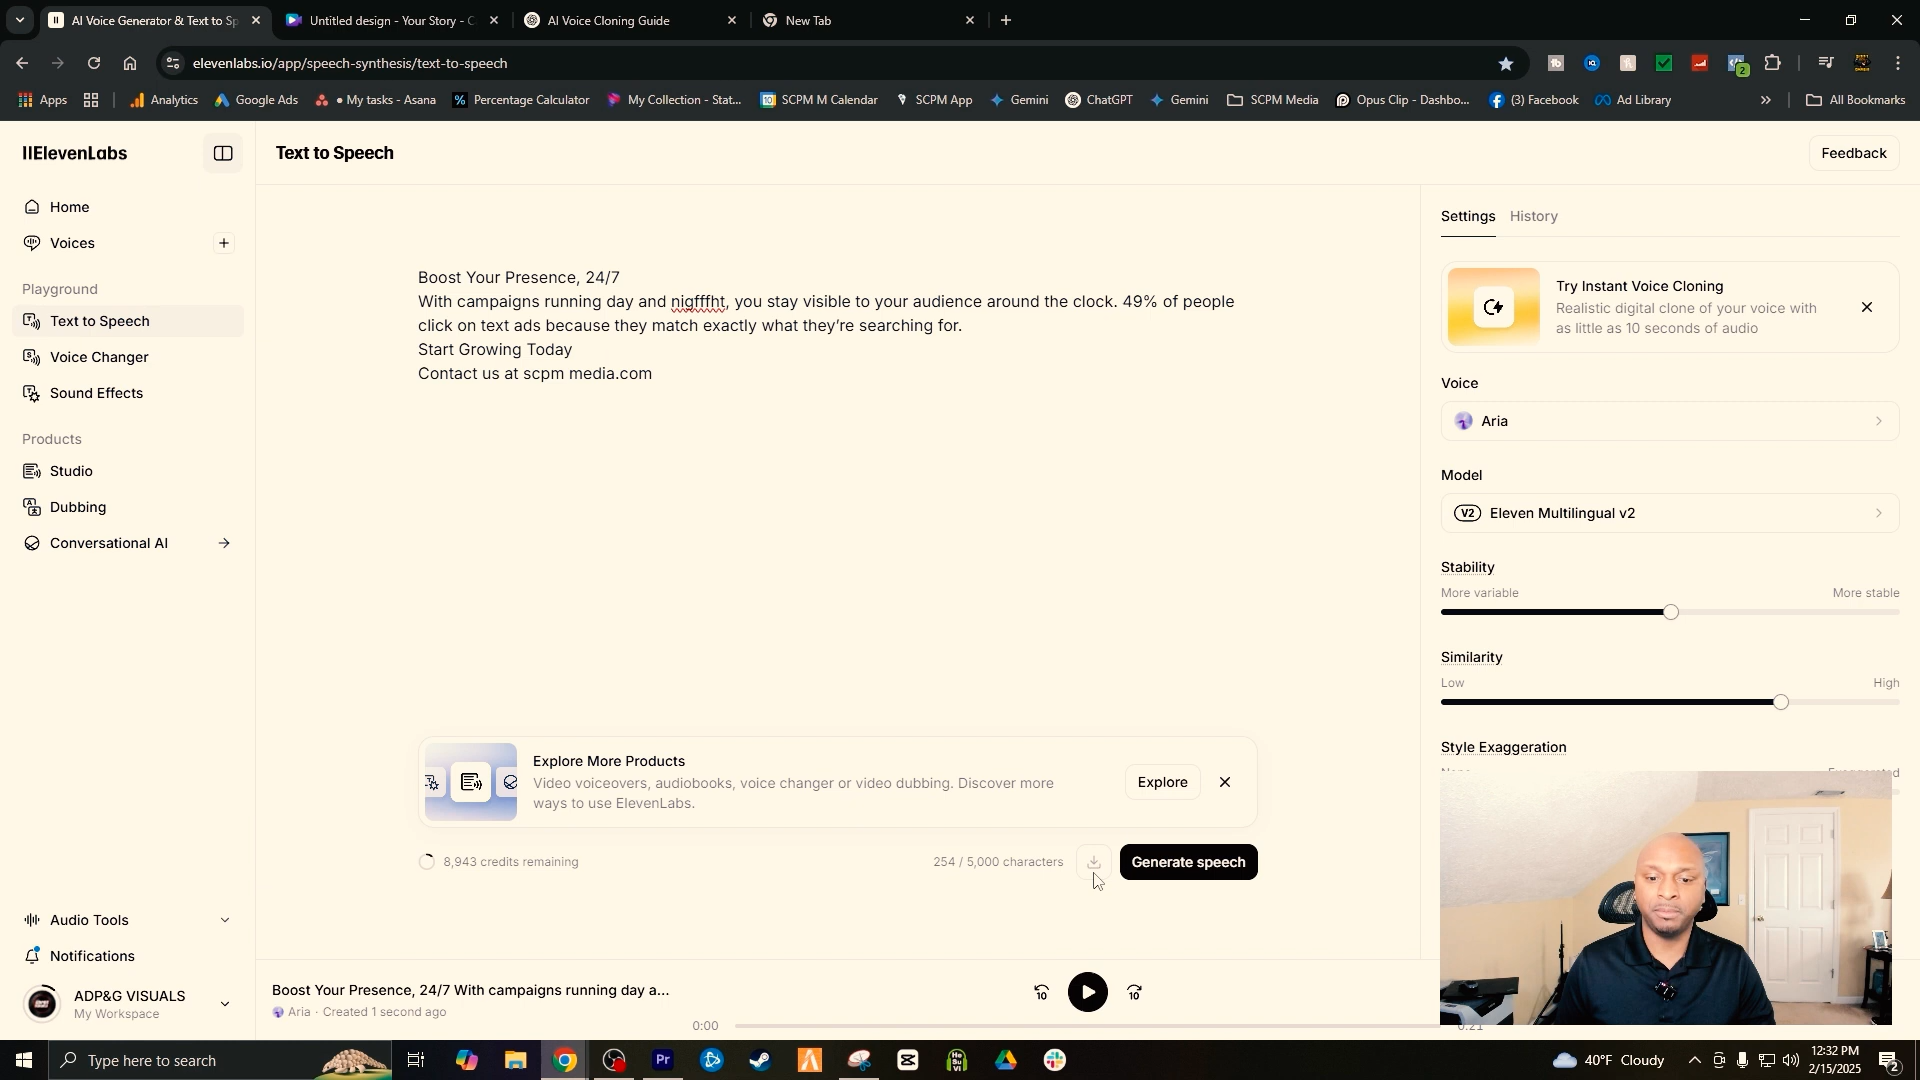 AI Voice Generator & Text to Sp
Untitled design - Your Story - C
AI Voice Cloning Guide
New Tab
elevenlabs.io/app/speech-synthesis/text-to-speech
2
Apps
Analytics
Google Ads
• My tasks - Asana
Percentage Calculator
My Collection - Stat...
SCPM M Calendar
SCPM App
Gemini
ChatGPT
Gemini
SCPM Media
Opus Clip - Dashbo...
(3) Facebook
Ad Library
All Bookmarks
IIElevenLabs
Home
Voices
Playground
Text to Speech
Voice Changer
Sound Effects
Products
Studio
Dubbing
Conversational AI
Audio Tools
Notifications
ADP&G VISUALS
My Workspace
Text to Speech
Feedback
Boost Your Presence, 24/7
With campaigns running day and nigfffht, you stay visible to your audience around the clock. 49% of people
click on text ads because they match exactly what they're searching for.
Start Growing Today
Contact us at scpm media.com
Explore More Products
Video voiceovers, audiobooks, voice changer or video dubbing. Discover more
ways to use ElevenLabs.
Explore
8,943 credits remaining
254 / 5,000 characters
Generate speech
Settings
History
Try Instant Voice Cloning
Realistic digital clone of your voice with
as little as 10 seconds of audio
Voice
Aria
Model
V2 Eleven Multilingual v2
Stability
More variable
More stable
Similarity
Low
High
Style Exaggeration
Boost Your Presence, 24/7 With campaigns running day a...
Aria · Created 1 second ago
10
10
0:00
0:21
Type here to search
Pr
40°F Cloudy
12:32 PM
2/15/2025
2